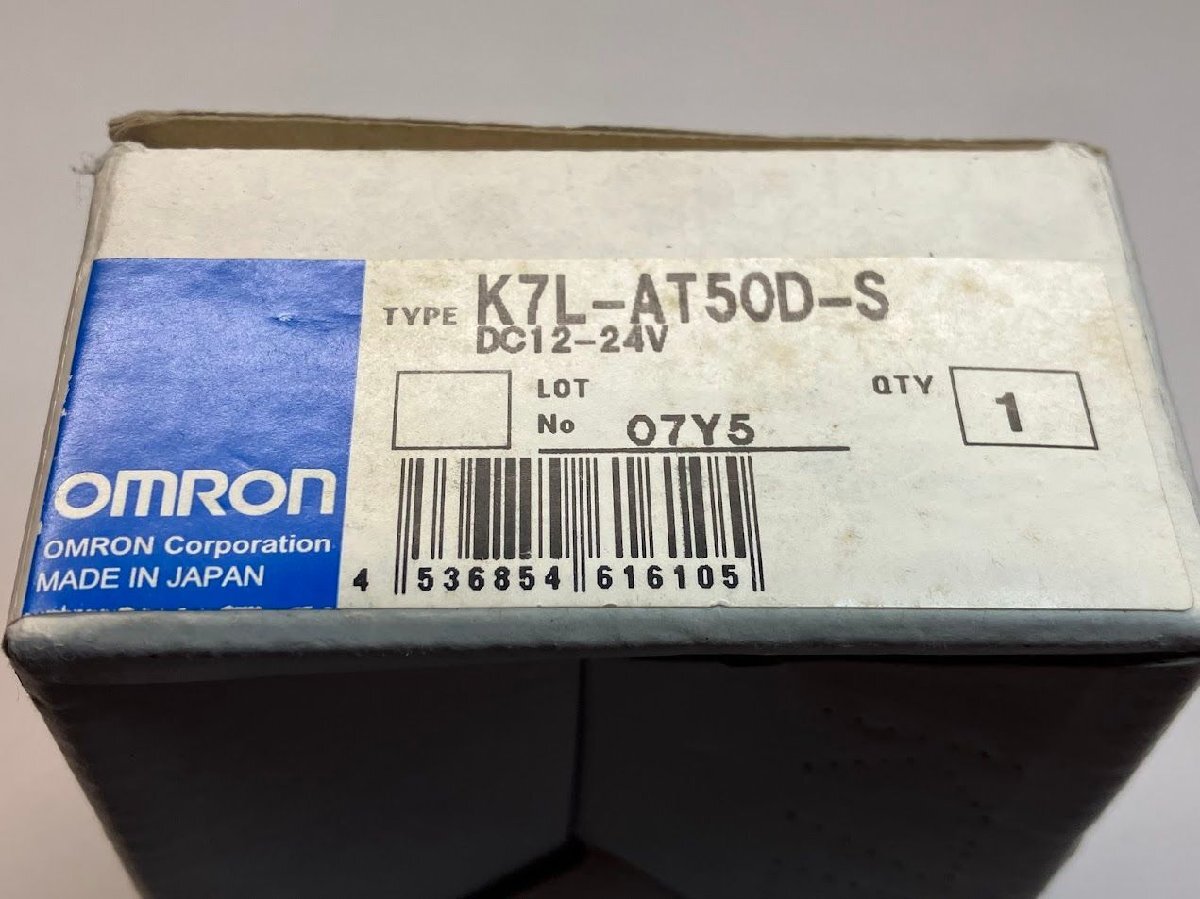 TYPE K7L-AT50D-S
DC12-24V
LOT
No 07Y5
QTY 1
OMRON
OMRON Corporation
MADE IN JAPAN
4 536854 616105